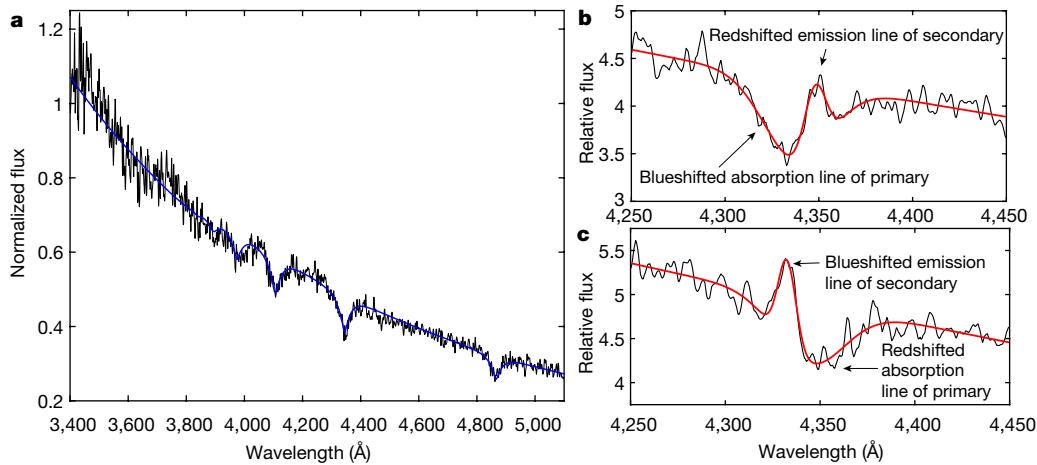 a
1.2
1
0.8
0.6
0.4
0.2
Normalized flux
3,400
3,600
3,800
4,000
4,200
4,400
4,600
4,800
5,000
Wavelength (Å)
b
5
4.5
4
3.5
3
Relative flux
Redshifted emission line of secondary
Blueshifted absorption line of primary
4,250
4,300
4,350
4,400
4,450
c
5.5
5
4.5
4
Relative flux
Blueshifted emission
line of secondary
Redshifted
absorption
line of primary
4,250
4,300
4,350
4,400
4,450
Wavelength (Å)